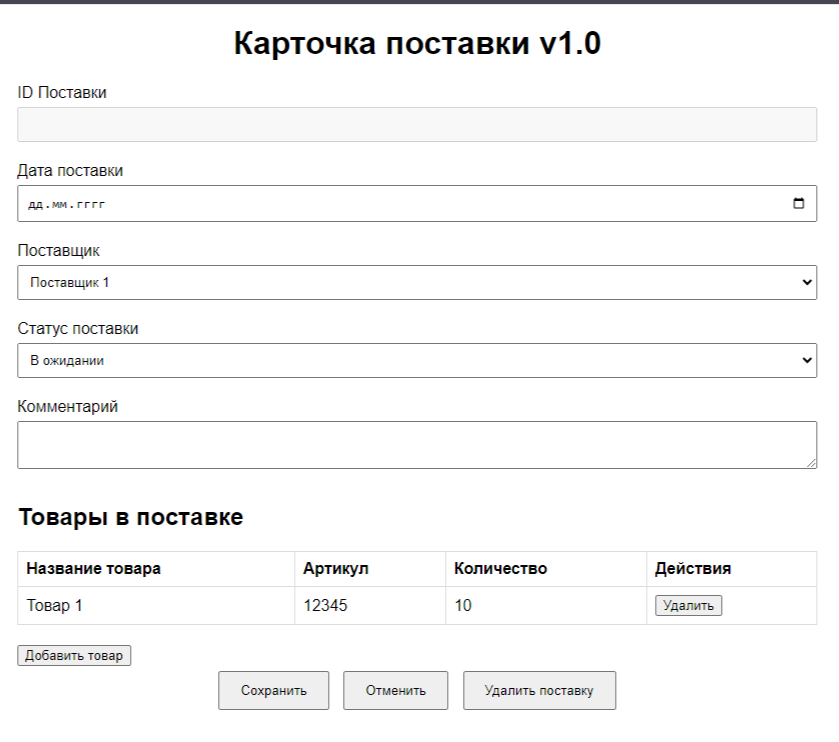 Карточка поставки v1.0
ID Поставки
Дата поставки
дд.мм.гггг
Поставщик
Поставщик 1
Статус поставки
В ожидании
Комментарий
Товары в поставке
Название товара Артикул Количество Действия
Товар 1 12345 10 Удалить
Добавить товар
Сохранить Отменить Удалить поставку